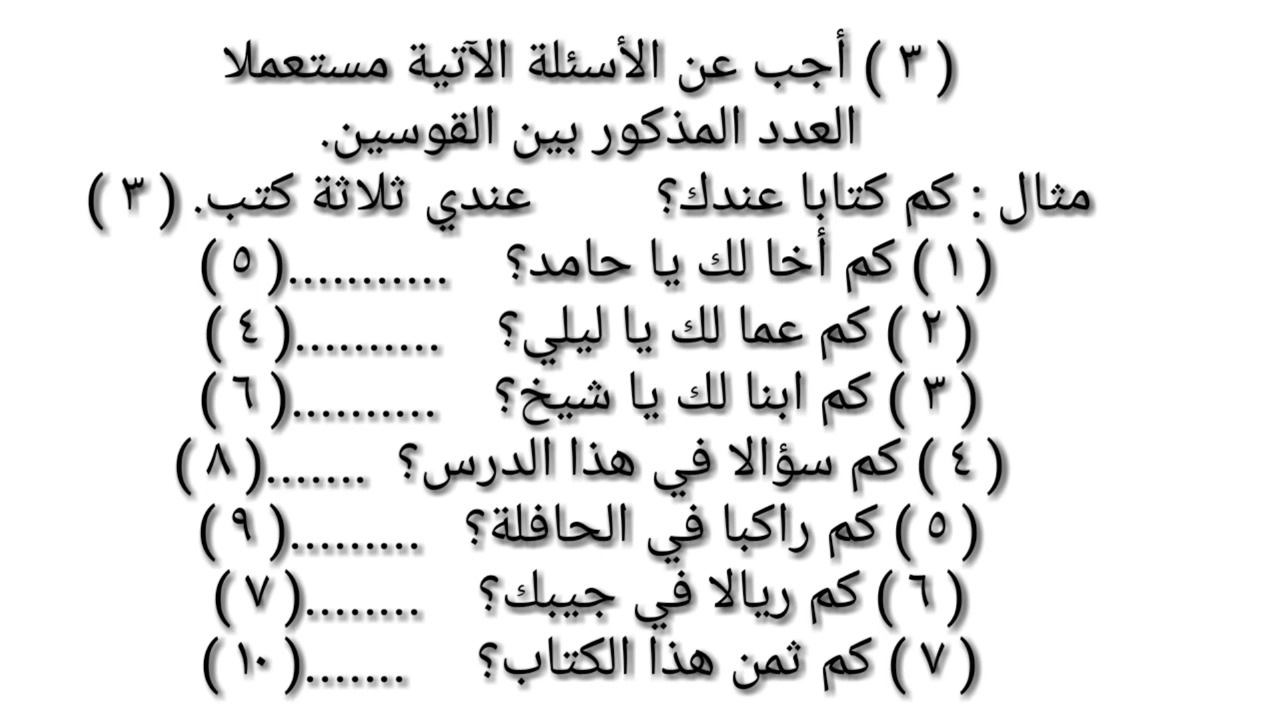 ( ٣ ) أجب عن الأسئلة الآتية مستعملا
العدد المذكور بين القوسين.
مثال : كم كتابا عندك؟ عندي ثلاثة كتب. ( ٣ )
( ١ ) كم أخا لك يا حامد؟ ...........( ٥ )
( ٢ ) كم عما لك يا ليلي؟ ..........( ٤ )
( ٣ ) كم ابنا لك يا شيخ؟ ..........( ٦ )
( ٤ ) كم سؤالا في هذا الدرس؟ .......( ٨ )
( ٥ ) كم راكبا في الحافلة؟ .........( ٩ )
( ٦ ) كم ريالا في جيبك؟ ........( ٧ )
( ٧ ) كم ثمن هذا الكتاب؟ .......( ١٠ )